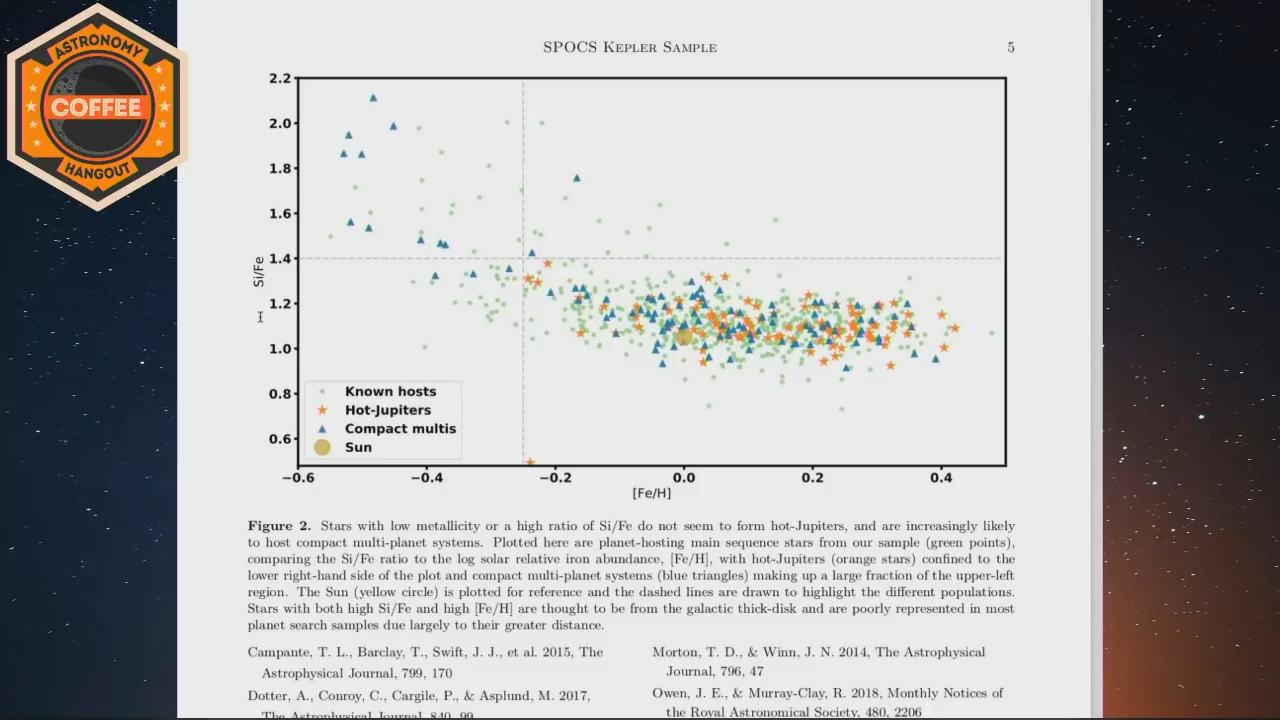 ASTRONOMY
COFFEE
HANGOUT
SPOCS Kepler Sample 5
2.2
2.0
1.8
1.6
1.4
1.2
1.0
0.8
0.6
Si/Fe
Known hosts
Hot-Jupiters
Compact multis
Sun
−0.6 −0.4 −0.2 0.0 0.2 0.4
[Fe/H]
Figure 2. Stars with low metallicity or a high ratio of Si/Fe do not seem to form hot-Jupiters, and are increasingly likely
to host compact multi-planet systems. Plotted here are planet-hosting main sequence stars from our sample (green points),
comparing the Si/Fe ratio to the log solar relative iron abundance, [Fe/H], with hot-Jupiters (orange stars) confined to the
lower right-hand side of the plot and compact multi-planet systems (blue triangles) making up a large fraction of the upper-left
region. The Sun (yellow circle) is plotted for reference and the dashed lines are drawn to highlight the different populations.
Stars with both high Si/Fe and high [Fe/H] are thought to be from the galactic thick-disk and are poorly represented in most
planet search samples due largely to their greater distance.
Campante, T. L., Barclay, T., Swift, J. J., et al. 2015, The
Astrophysical Journal, 799, 170
Dotter, A., Conroy, C., Cargile, P., & Asplund, M. 2017,
The Astrophysical Journal, 840, 99
Morton, T. D., & Winn, J. N. 2014, The Astrophysical
Journal, 796, 47
Owen, J. E., & Murray-Clay, R. 2018, Monthly Notices of
the Royal Astronomical Society, 480, 2206